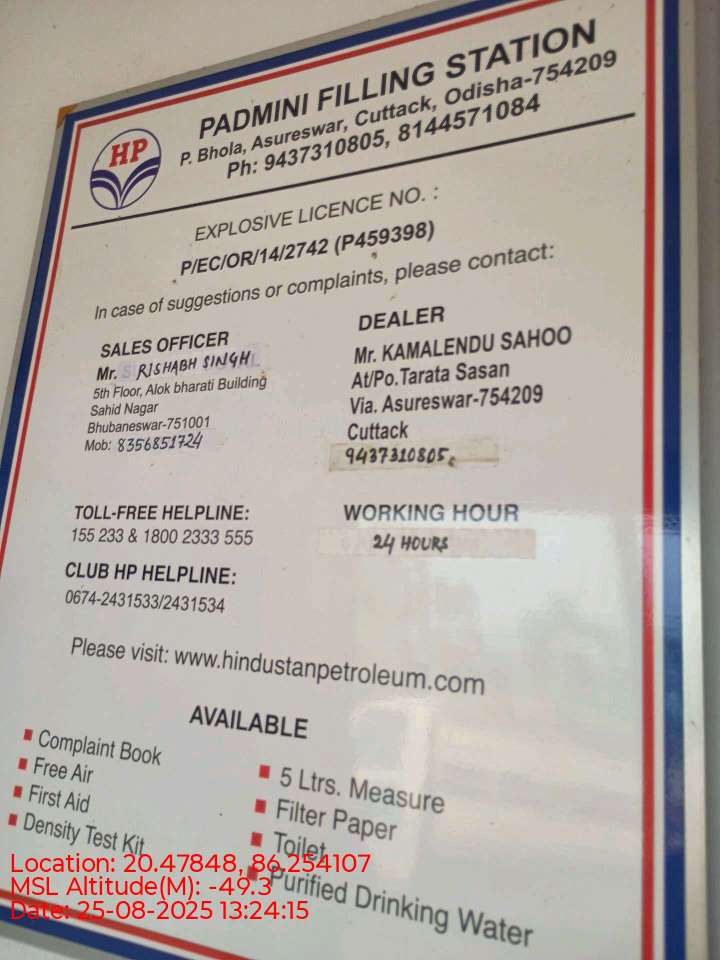 HP
PADMINI FILLING STATION
P. Bhola, Asureswar, Cuttack, Odisha-754209
Ph: 9437310805, 8144571084
EXPLOSIVE LICENCE NO. :
P/EC/OR/14/2742 (P459398)
In case of suggestions or complaints, please contact:
SALES OFFICER
Mr. RISHABH SINGH
5th Floor, Alok bharati Building
Sahid Nagar
Bhubaneswar-751001
Mob: 8356851724
DEALER
Mr. KAMALENDU SAHOO
At/Po.Tarata Sasan
Via. Asureswar-754209
Cuttack
9437310805
TOLL-FREE HELPLINE:
155 233 & 1800 2333 555
WORKING HOUR
24 HOURS
CLUB HP HELPLINE:
0674-2431533/2431534
Please visit: www.hindustanpetroleum.com
AVAILABLE
Complaint Book
Free Air
First Aid
Density Test Kit
5 Ltrs. Measure
Filter Paper
Toilet
Purified Drinking Water
Location: 20.47848, 86.254107
MSL Altitude(M): -49.3
Date: 25-08-2025 13:24:15